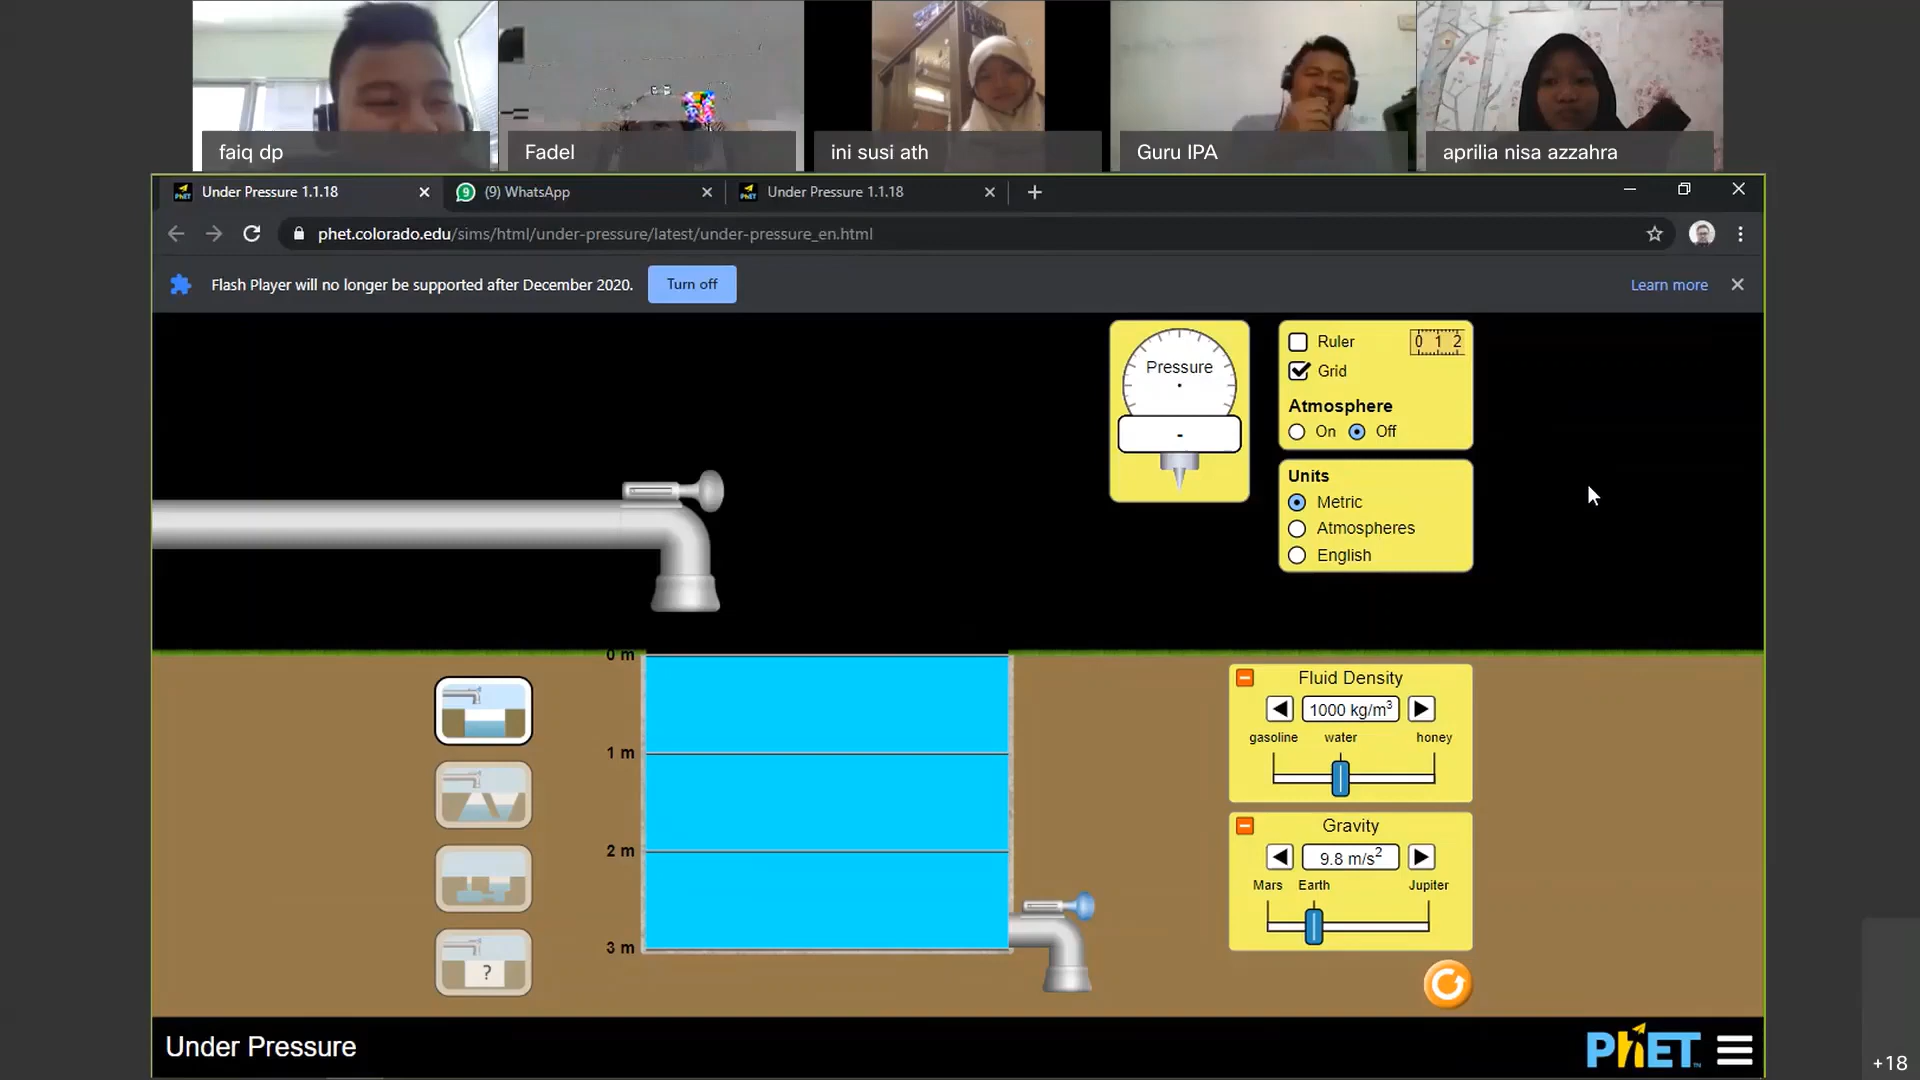 faiq dp
Fadel
ini susi ath
Guru IPA
aprilia nisa azzahra
Under Pressure 1.1.18
(9) WhatsApp
Under Pressure 1.1.18
phet.colorado.edu/sims/html/under-pressure/latest/under-pressure_en.html
Flash Player will no longer be supported after December 2020.
Turn off
Learn more
Pressure
-
Ruler
0 1 2
Grid
Atmosphere
On
Off
Units
Metric
Atmospheres
English
0 m
1 m
2 m
3 m
?
Fluid Density
1000 kg/m³
gasoline water honey
Gravity
9.8 m/s²
Mars Earth Jupiter
Under Pressure
PhET
+18